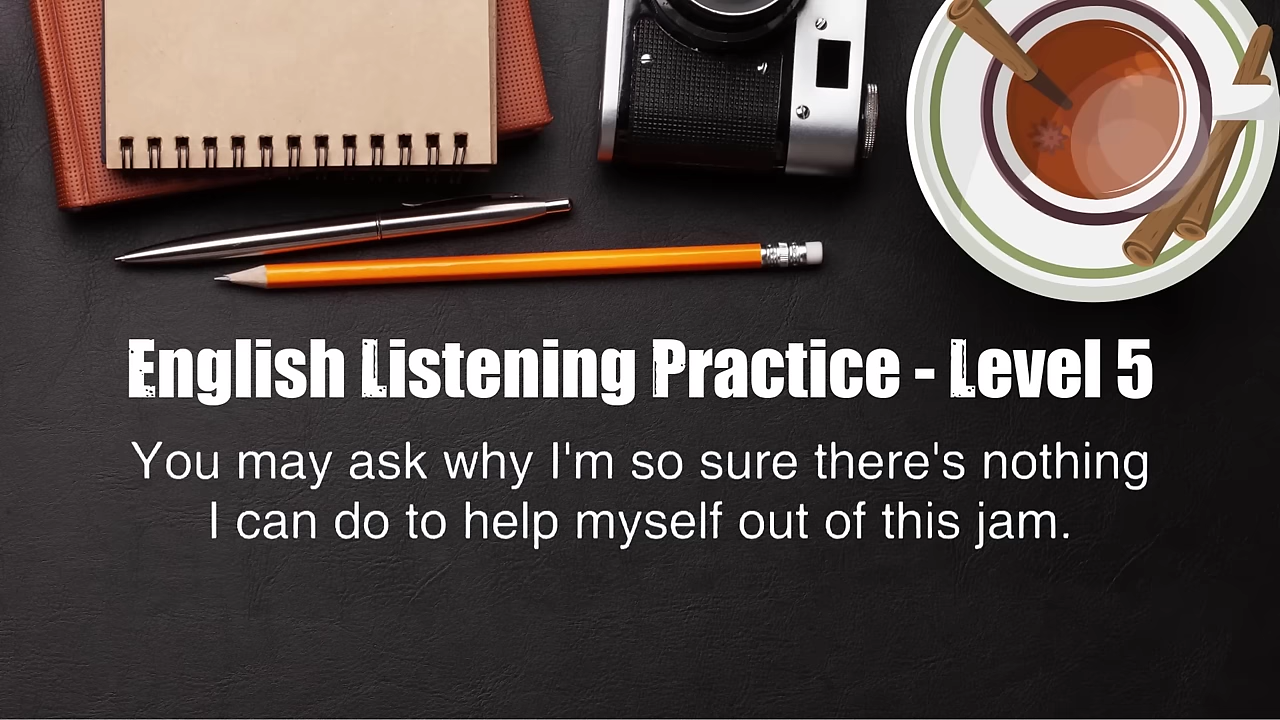 English Listening Practice - Level 5
You may ask why I'm so sure there's nothing
I can do to help myself out of this jam.